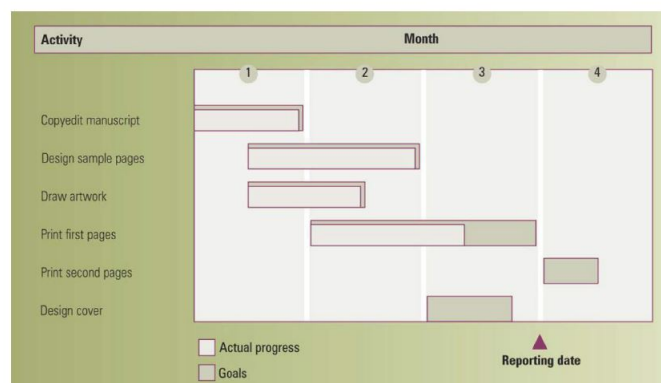 Activity Month
1 2 3 4
Copyedit manuscript
Design sample pages
Draw artwork
Print first pages
Print second pages
Design cover
Actual progress
Goals
Reporting date